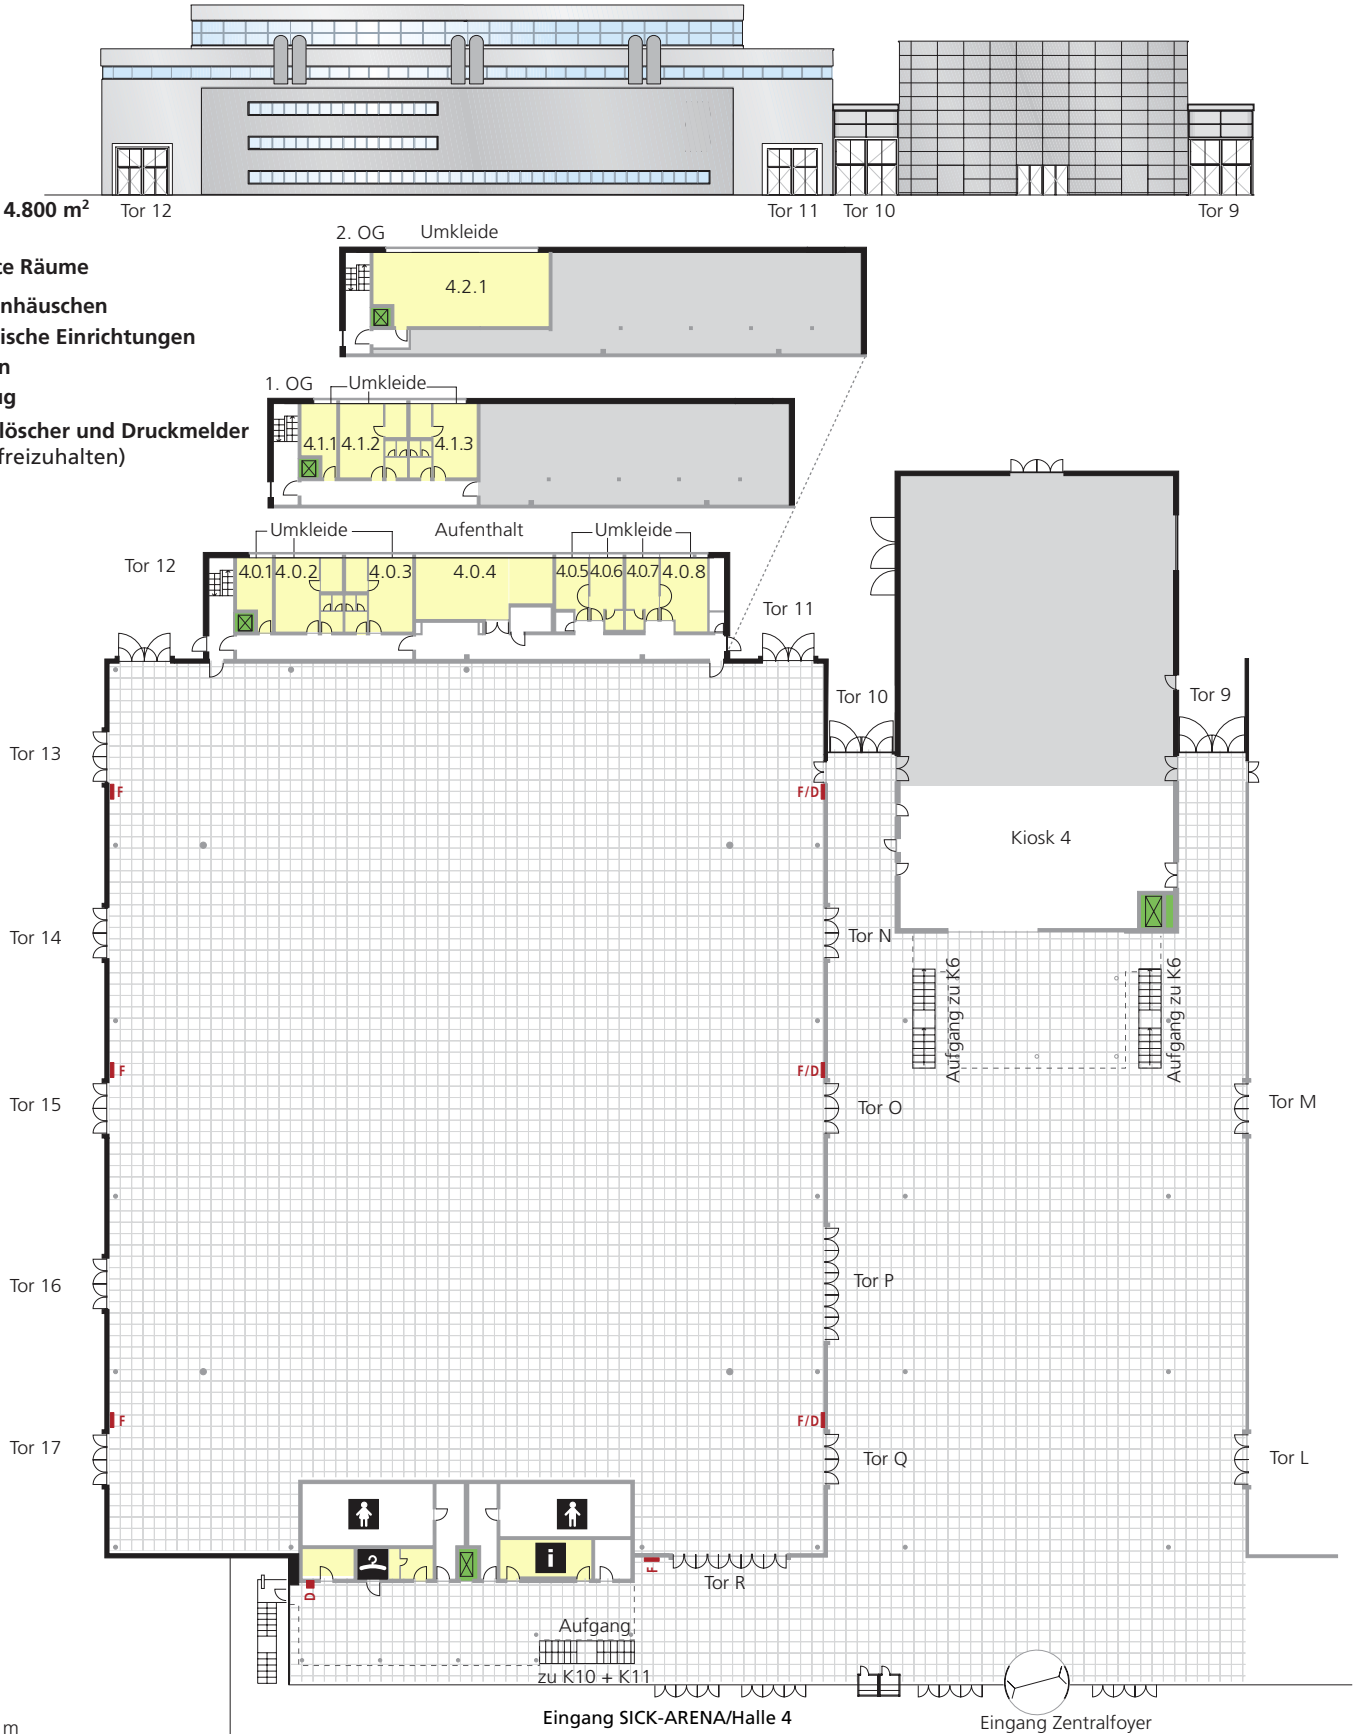 4.800 m²
Tor 12
Tor 11
Tor 10
Tor 9
2. OG
Umkleide
te Räume
4.2.1
nhäuschen
ische Einrichtungen
n
1. OG
Umkleide
ug
löscher und Druckmelder
freizuhalten)
4.1.1
4.1.2
4.1.3
Umkleide
Aufenthalt
Umkleide
Tor 12
4.0.1
4.0.2
4.0.3
4.0.4
4.0.5
4.0.6
4.0.7
4.0.8
Tor 11
Tor 10
Tor 9
Tor 13
F
F/D
Kiosk 4
Tor 14
Tor N
Aufgang zu K6
Aufgang zu K6
F
F/D
Tor 15
Tor O
Tor M
Tor 16
Tor P
F
F/D
Tor 17
Tor Q
Tor L
i
F
Tor R
D
Aufgang
zu K10 + K11
Eingang SICK-ARENA/Halle 4
Eingang Zentralfoyer
m